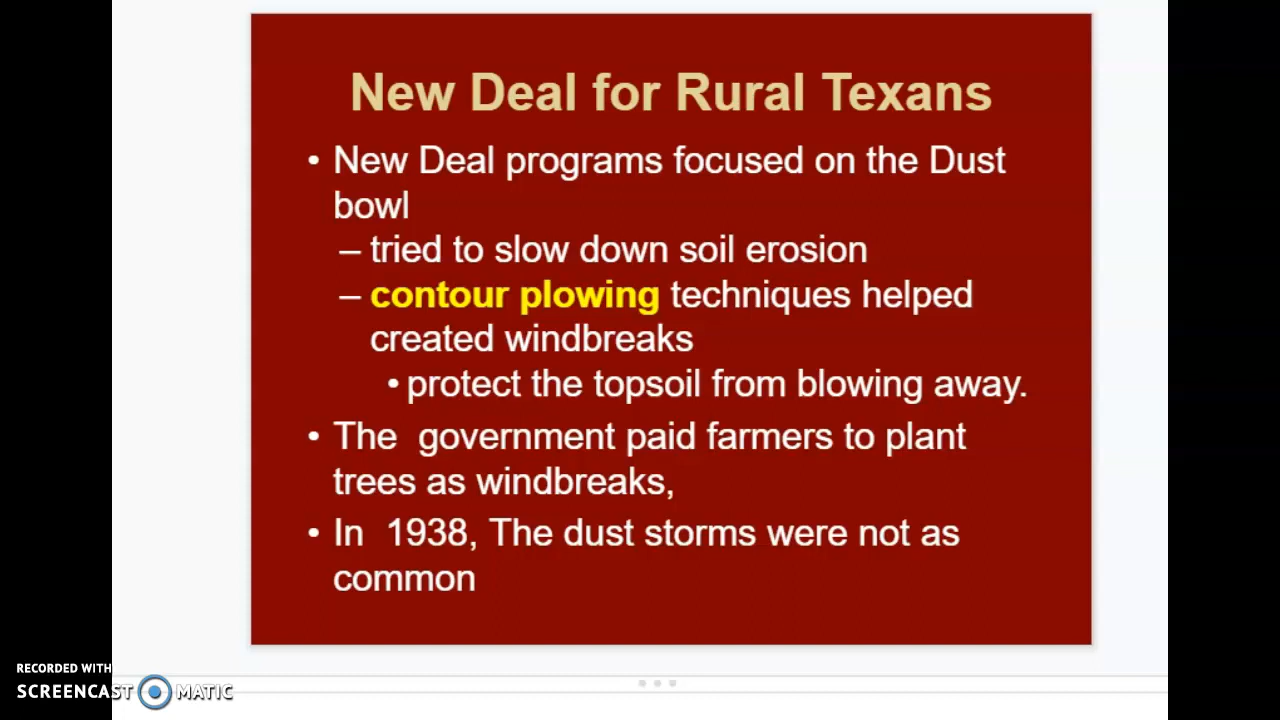 New Deal for Rural Texans
• New Deal programs focused on the Dust
bowl
– tried to slow down soil erosion
– contour plowing techniques helped
created windbreaks
• protect the topsoil from blowing away.
• The  government paid farmers to plant
trees as windbreaks,
• In  1938, The dust storms were not as
common
RECORDED WITH
SCREENCAST MATIC